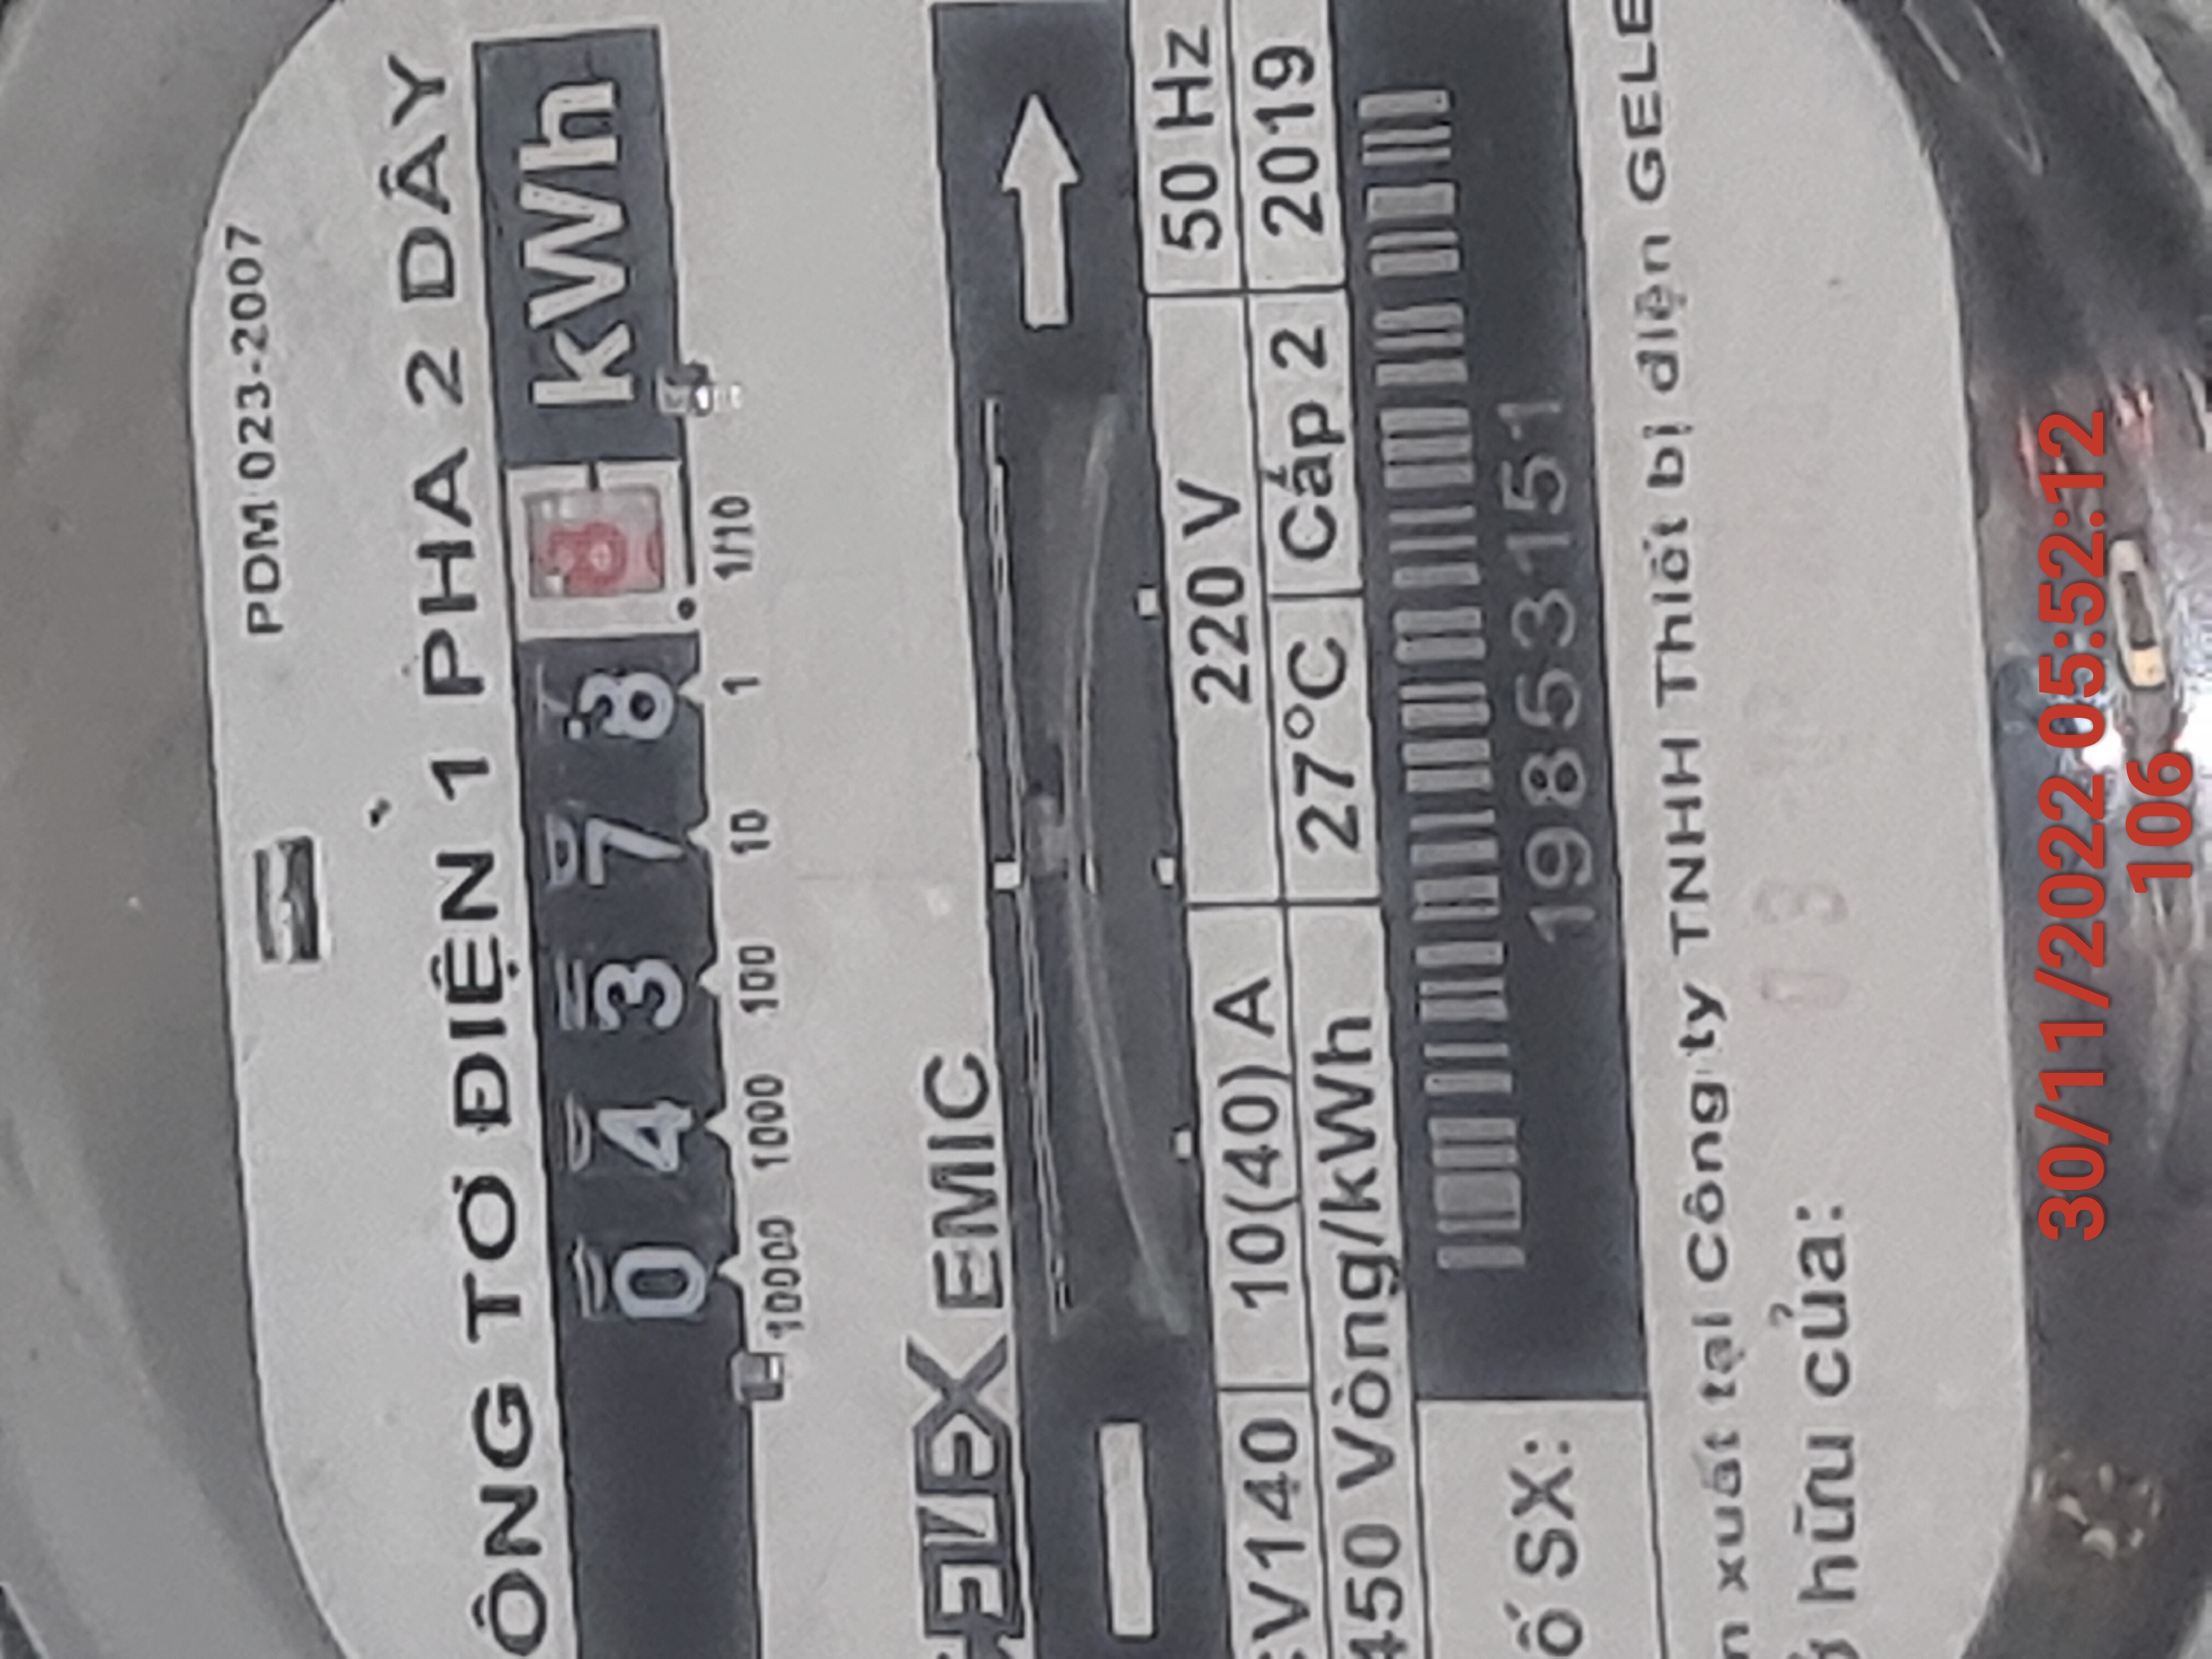 PDM 023-2007
ÔNG TƠ ĐIỆN 1 PHA 2 DÂY
0 4 3 7 8 kWh
10000 1000 100 10 1 1/10
EMIC
CV140 10(40) A 220 V 50 Hz
450 Vòng/kWh 27°C Cấp 2 2019
Ố SX: 19853151
n xuất tại Công ty TNHH Thiết bị điện GELE
hữu của:
30/11/2022 05:52:12
106